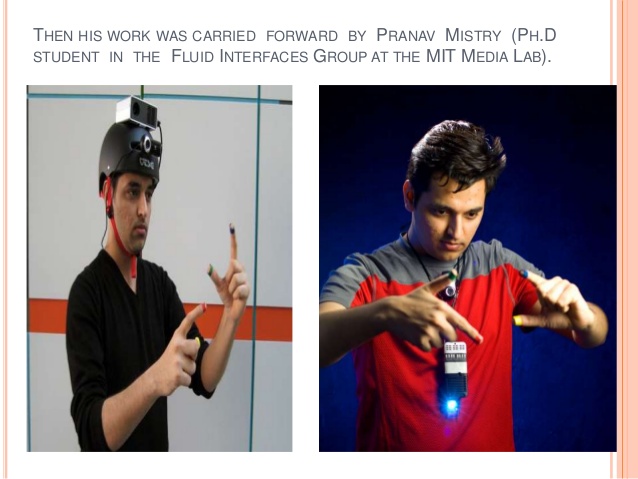 THEN HIS WORK WAS CARRIED FORWARD BY PRANAV MISTRY (PH.D
STUDENT IN THE FLUID INTERFACES GROUP AT THE MIT MEDIA LAB).